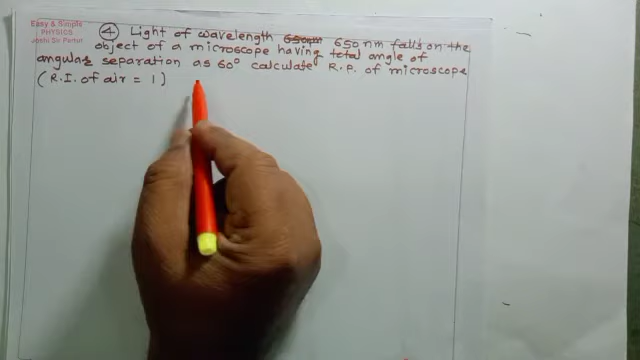 Easy & Simple
PHYSICS
Joshi Sir Partur
④ Light of wavelength 650 nm falls on the
object of a microscope having total angle of
angular separation as 60° calculate R.P. of microscope
(R.I. of air = 1)